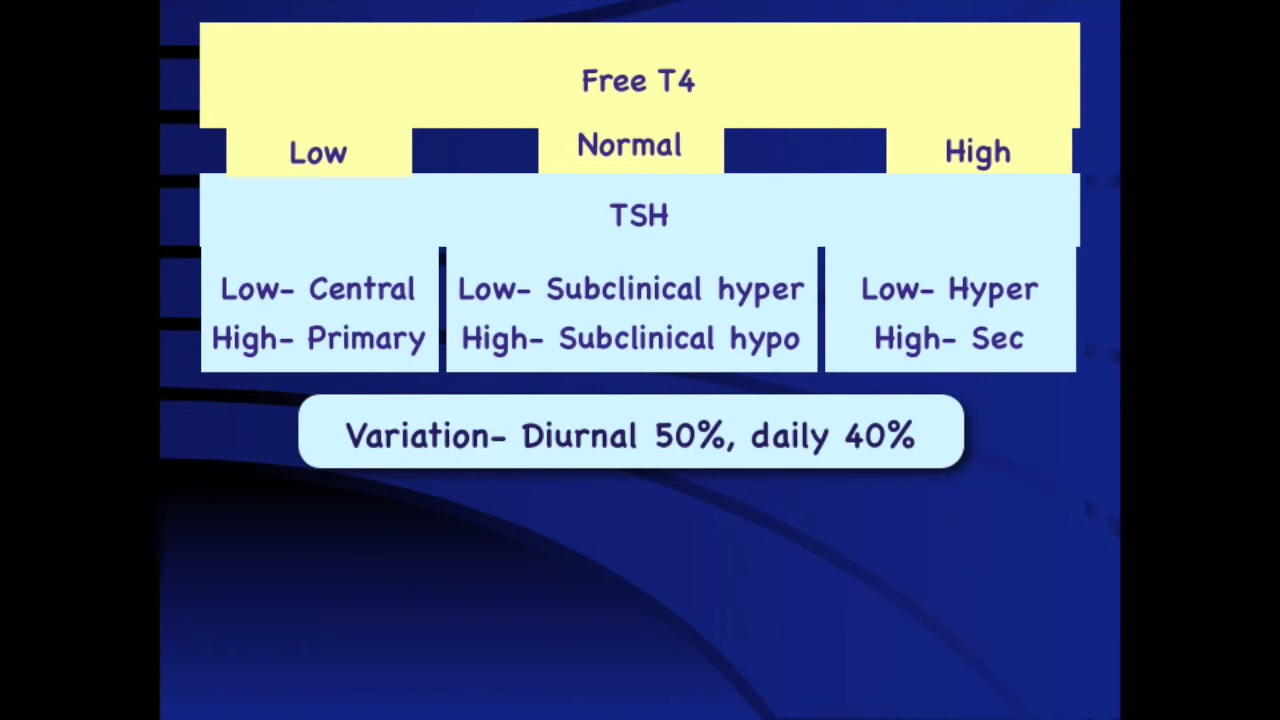 Free T4
Low
Normal
High
TSH
Low- Central
High- Primary
Low- Subclinical hyper
High- Subclinical hypo
Low- Hyper
High- Sec
Variation- Diurnal 50%, daily 40%